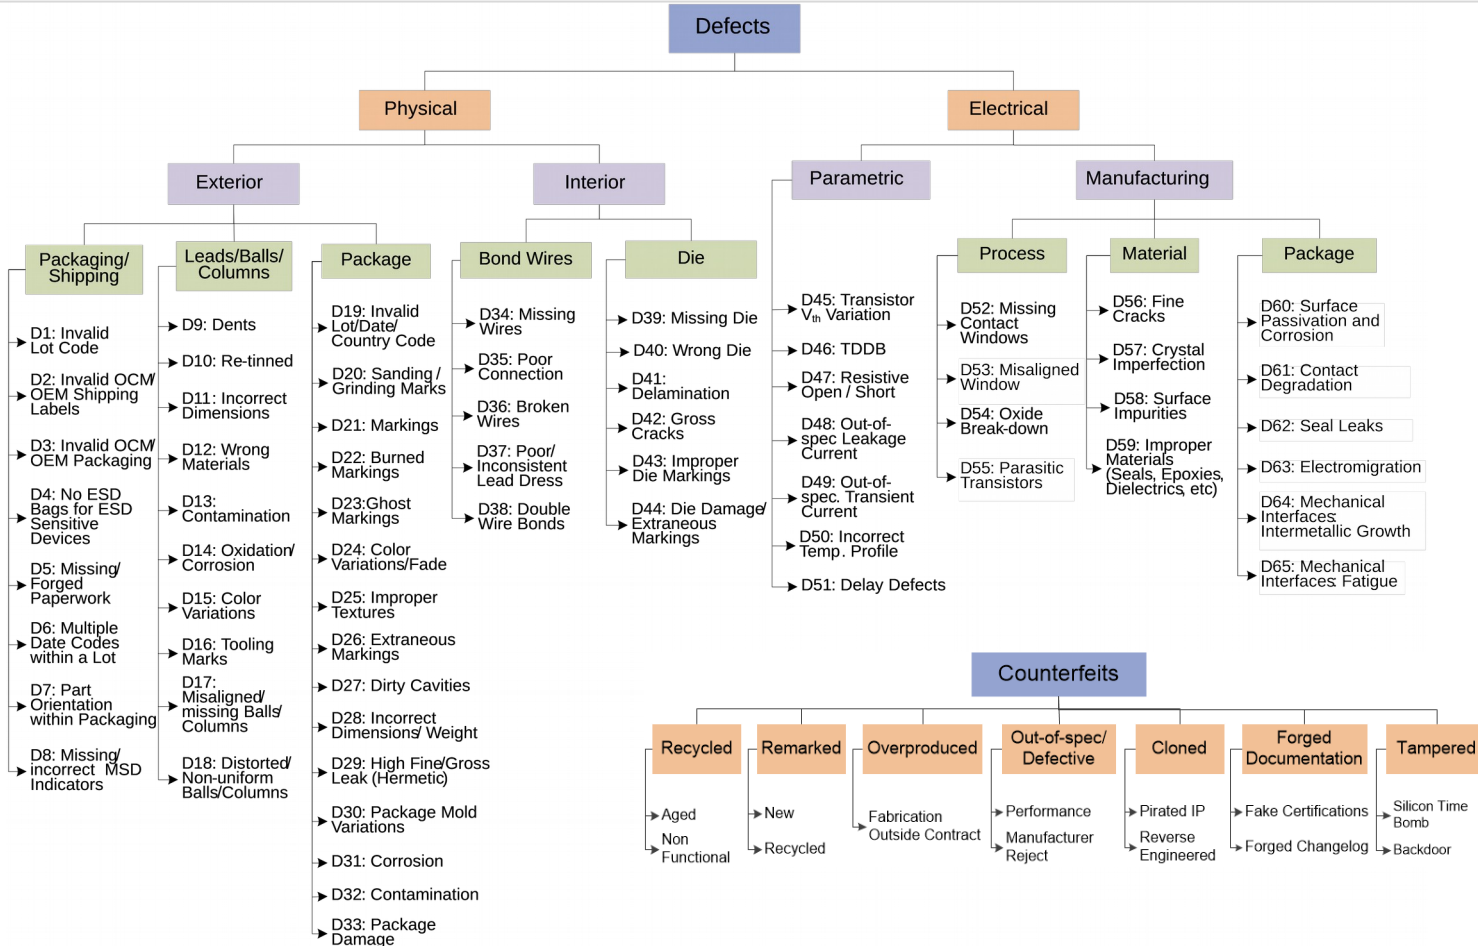 Defects
Physical
Electrical
Exterior
Interior
Parametric
Manufacturing
Packaging/
Shipping
Leads/Balls/
Columns
Package
Bond Wires
Die
Process
Material
Package
D1: Invalid
Lot Code
D2: Invalid OCM/
OEM Shipping
Labels
D3: Invalid OCM/
OEM Packaging
D4: No ESD
Bags for ESD
Sensitive
Devices
D5: Missing/
Forged
Paperwork
D6: Multiple
Date Codes
within a Lot
D7: Part
Orientation
within Packaging
D8: Missing/
incorrect MSD
Indicators
D9: Dents
D10: Re-tinned
D11: Incorrect
Dimensions
D12: Wrong
Materials
D13:
Contamination
D14: Oxidation/
Corrosion
D15: Color
Variations
D16: Tooling
Marks
D17:
Misaligned/
missing Balls/
Columns
D18: Distorted/
Non-uniform
Balls/Columns
D19: Invalid
Lot/Date/
Country Code
D20: Sanding/
Grinding Marks
D21: Markings
D22: Burned
Markings
D23:Ghost
Markings
D24: Color
Variations/Fade
D25: Improper
Textures
D26: Extraneous
Markings
D27: Dirty Cavities
D28: Incorrect
Dimensions/ Weight
D29: High Fine/Gross
Leak (Hermetic)
D30: Package Mold
Variations
D31: Corrosion
D32: Contamination
D33: Package
Damage
D34: Missing
Wires
D35: Poor
Connection
D36: Broken
Wires
D37: Poor/
Inconsistent
Lead Dress
D38: Double
Wire Bonds
D39: Missing Die
D40: Wrong Die
D41:
Delamination
D42: Gross
Cracks
D43: Improper
Die Markings
D44: Die Damage/
Extraneous
Markings
D45: Transistor
Vth Variation
D46: TDDB
D47: Resistive
Open / Short
D48: Out-of-
spec Leakage
Current
D49: Out-of-
spec. Transient
Current
D50: Incorrect
Temp. Profile
D51: Delay Defects
D52: Missing
Contact
Windows
D53: Misaligned
Window
D54: Oxide
Break-down
D55: Parasitic
Transistors
D56: Fine
Cracks
D57: Crystal
Imperfection
D58: Surface
Impurities
D59: Improper
Materials
(Seals, Epoxies,
Dielectrics, etc)
D60: Surface
Passivation and
Corrosion
D61: Contact
Degradation
D62: Seal Leaks
D63: Electromigration
D64: Mechanical
Interfaces:
Intermetallic Growth
D65: Mechanical
Interfaces: Fatigue
Counterfeits
Recycled
Remarked
Overproduced
Out-of-spec/
Defective
Cloned
Forged
Documentation
Tampered
Aged
Non
Functional
New
Recycled
Fabrication
Outside Contract
Performance
Manufacturer
Reject
Pirated IP
Reverse
Engineered
Fake Certifications
Forged Changelog
Silicon Time
Bomb
Backdoor